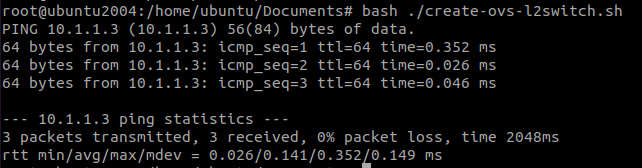 root@ubuntu2004:/home/ubuntu/Documents# bash ./create-ovs-l2switch.sh
PING 10.1.1.3 (10.1.1.3) 56(84) bytes of data.
64 bytes from 10.1.1.3: icmp_seq=1 ttl=64 time=0.352 ms
64 bytes from 10.1.1.3: icmp_seq=2 ttl=64 time=0.026 ms
64 bytes from 10.1.1.3: icmp_seq=3 ttl=64 time=0.046 ms

--- 10.1.1.3 ping statistics ---
3 packets transmitted, 3 received, 0% packet loss, time 2048ms
rtt min/avg/max/mdev = 0.026/0.141/0.352/0.149 ms